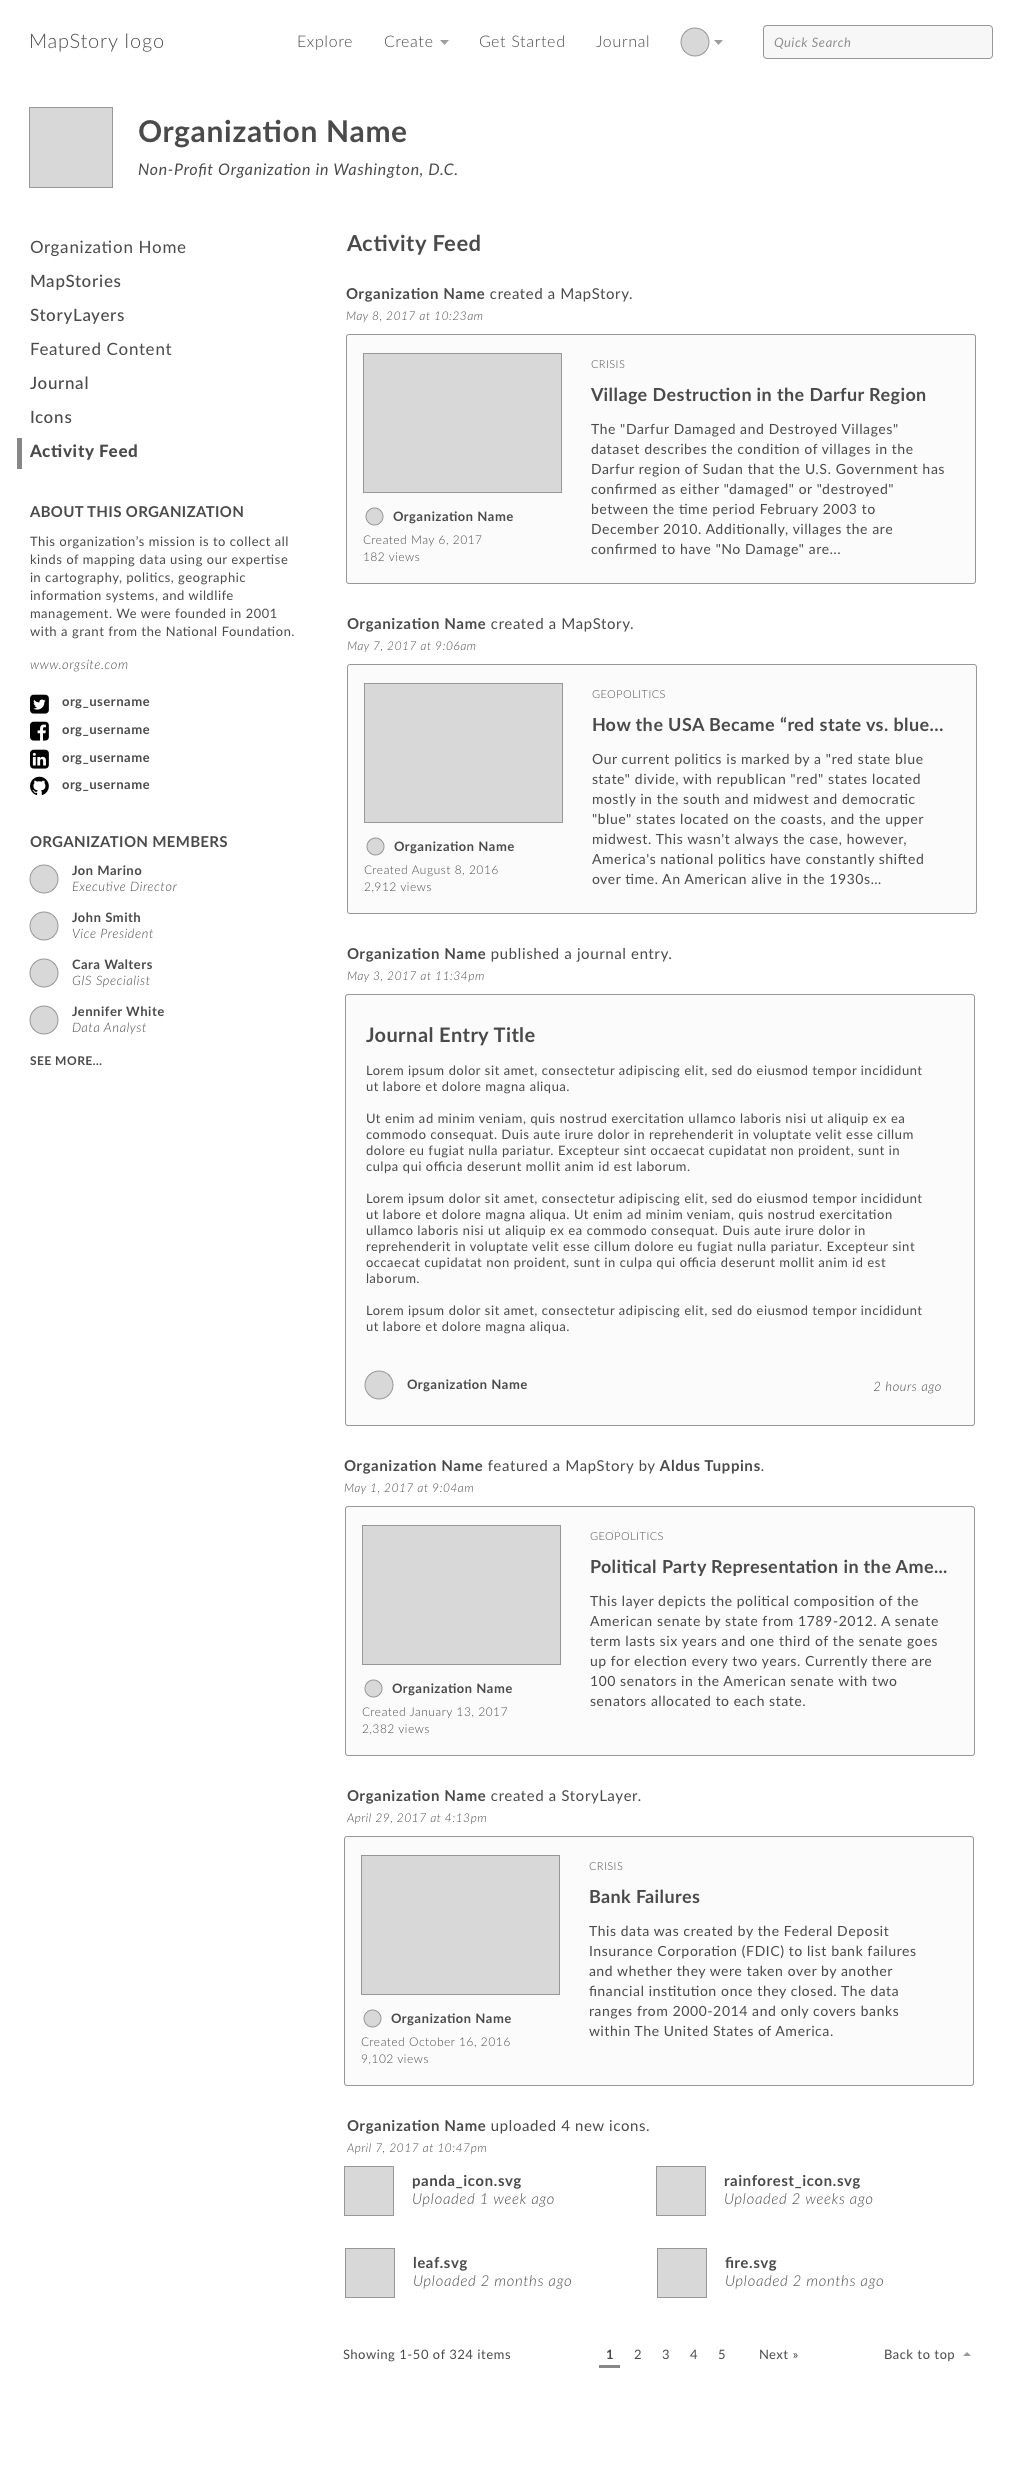 MapStory logo
Explore
Create
Get Started
Journal
Quick Search
Organization Name
Non-Profit Organization in Washington, D.C.
Organization Home
MapStories
StoryLayers
Featured Content
Journal
Icons
Activity Feed
ABOUT THIS ORGANIZATION
This organization’s mission is to collect all
kinds of mapping data using our expertise
in cartography, politics, geographic
information systems, and wildlife
management. We were founded in 2001
with a grant from the National Foundation.
www.orgsite.com
org_username
org_username
org_username
org_username
ORGANIZATION MEMBERS
Jon Marino
Executive Director
John Smith
Vice President
Cara Walters
GIS Specialist
Jennifer White
Data Analyst
SEE MORE...
Activity Feed
Organization Name created a MapStory.
May 8, 2017 at 10:23am
Organization Name
Created May 6, 2017
182 views
CRISIS
Village Destruction in the Darfur Region
The "Darfur Damaged and Destroyed Villages"
dataset describes the condition of villages in the
Darfur region of Sudan that the U.S. Government has
confirmed as either "damaged" or "destroyed"
between the time period February 2003 to
December 2010. Additionally, villages the are
confirmed to have "No Damage" are...
Organization Name created a MapStory.
May 7, 2017 at 9:06am
Organization Name
Created August 8, 2016
2,912 views
GEOPOLITICS
How the USA Became “red state vs. blue...
Our current politics is marked by a "red state blue
state" divide, with republican "red" states located
mostly in the south and midwest and democratic
"blue" states located on the coasts, and the upper
midwest. This wasn't always the case, however,
America's national politics have constantly shifted
over time. An American alive in the 1930s...
Organization Name published a journal entry.
May 3, 2017 at 11:34pm
Journal Entry Title
Lorem ipsum dolor sit amet, consectetur adipiscing elit, sed do eiusmod tempor incididunt
ut labore et dolore magna aliqua.
Ut enim ad minim veniam, quis nostrud exercitation ullamco laboris nisi ut aliquip ex ea
commodo consequat. Duis aute irure dolor in reprehenderit in voluptate velit esse cillum
dolore eu fugiat nulla pariatur. Excepteur sint occaecat cupidatat non proident, sunt in
culpa qui officia deserunt mollit anim id est laborum.
Lorem ipsum dolor sit amet, consectetur adipiscing elit, sed do eiusmod tempor incididunt
ut labore et dolore magna aliqua. Ut enim ad minim veniam, quis nostrud exercitation
ullamco laboris nisi ut aliquip ex ea commodo consequat. Duis aute irure dolor in
reprehenderit in voluptate velit esse cillum dolore eu fugiat nulla pariatur. Excepteur sint
occaecat cupidatat non proident, sunt in culpa qui officia deserunt mollit anim id est
laborum.
Lorem ipsum dolor sit amet, consectetur adipiscing elit, sed do eiusmod tempor incididunt
ut labore et dolore magna aliqua.
Organization Name
2 hours ago
Organization Name featured a MapStory by Aldus Tuppins.
May 1, 2017 at 9:04am
Organization Name
Created January 13, 2017
2,382 views
GEOPOLITICS
Political Party Representation in the Ame...
This layer depicts the political composition of the
American senate by state from 1789-2012. A senate
term lasts six years and one third of the senate goes
up for election every two years. Currently there are
100 senators in the American senate with two
senators allocated to each state.
Organization Name created a StoryLayer.
April 29, 2017 at 4:13pm
Organization Name
Created October 16, 2016
9,102 views
CRISIS
Bank Failures
This data was created by the Federal Deposit
Insurance Corporation (FDIC) to list bank failures
and whether they were taken over by another
financial institution once they closed. The data
ranges from 2000-2014 and only covers banks
within The United States of America.
Organization Name uploaded 4 new icons.
April 7, 2017 at 10:47pm
panda_icon.svg
Uploaded 1 week ago
rainforest_icon.svg
Uploaded 2 weeks ago
leaf.svg
Uploaded 2 months ago
fire.svg
Uploaded 2 months ago
Showing 1-50 of 324 items
1 2 3 4 5 Next »
Back to top